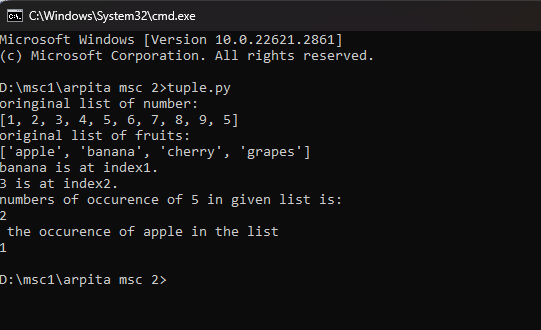 C:\Windows\System32\cmd.exe
Microsoft Windows [Version 10.0.22621.2861]
(c) Microsoft Corporation. All rights reserved.
D:\msc1\arpita msc 2>tuple.py
oringinal list of number:
[1, 2, 3, 4, 5, 6, 7, 8, 9, 5]
original list of fruits:
['apple', 'banana', 'cherry', 'grapes']
banana is at index1.
3 is at index2.
numbers of occurence of 5 in given list is:
2
 the occurence of apple in the list
1
D:\msc1\arpita msc 2>